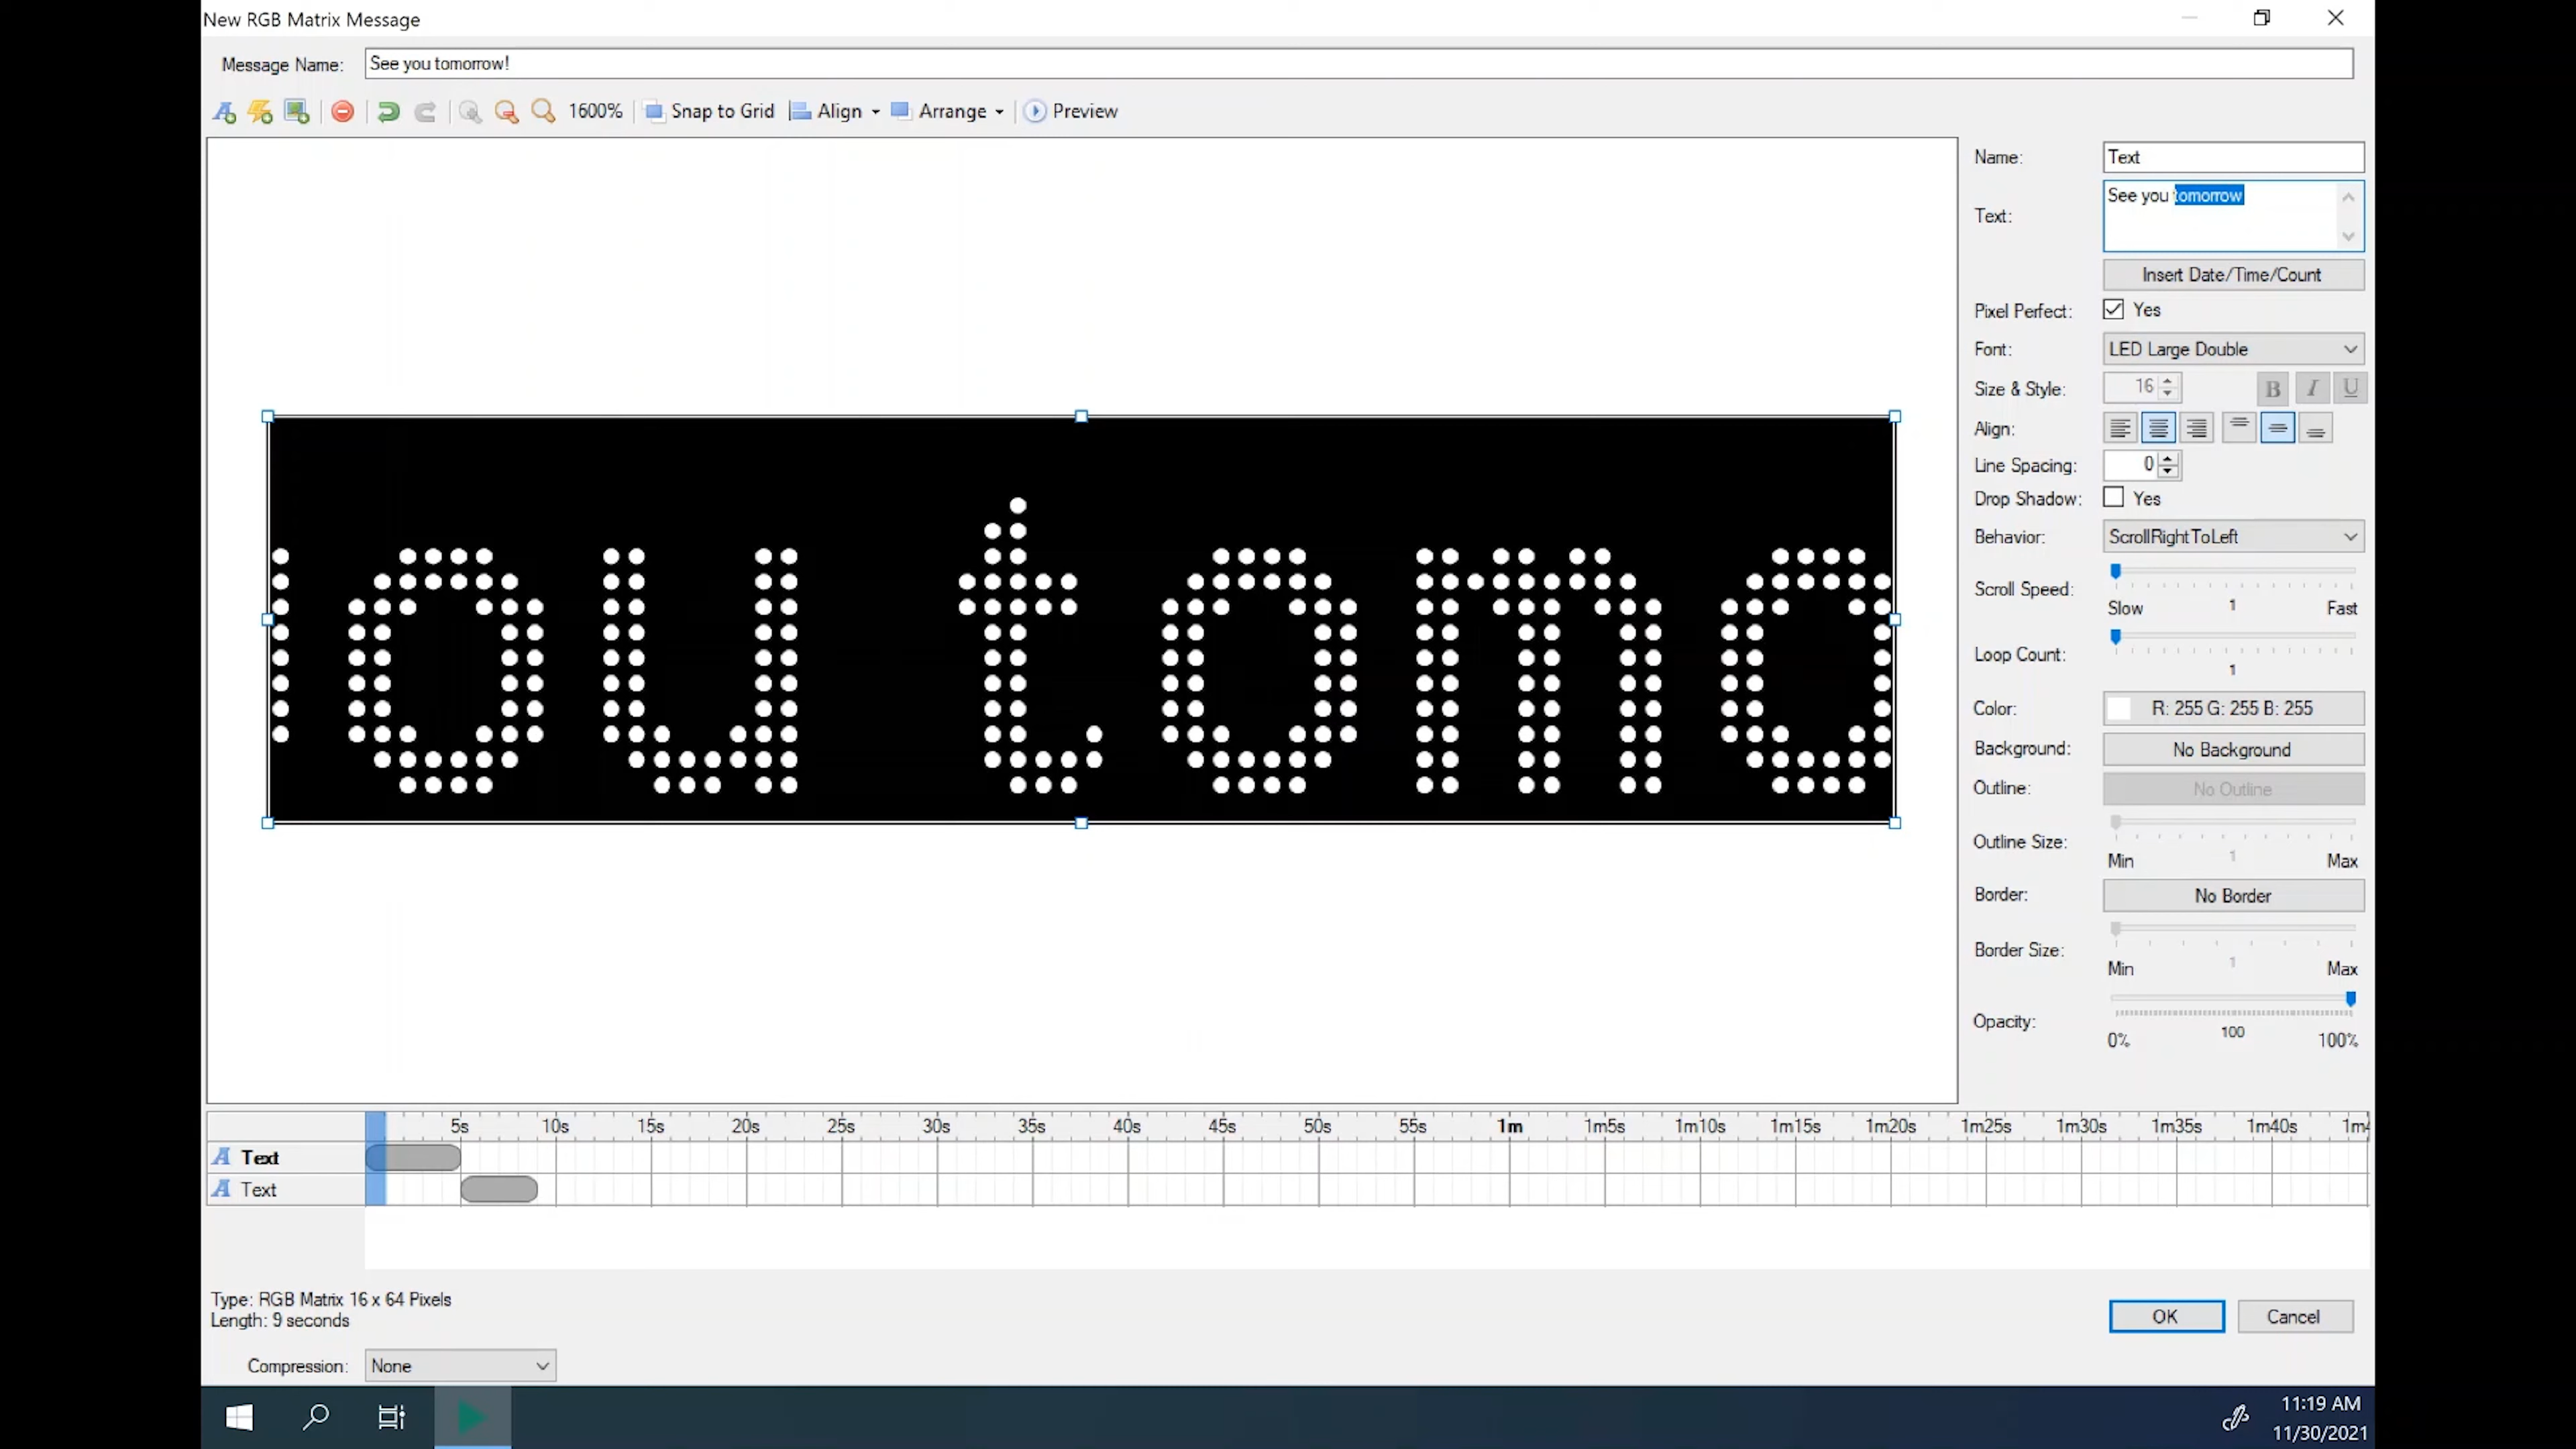 New RGB Matrix Message
Message Name: See you tomorrow!
1600% Snap to Grid Align Arrange Preview
Name: Text
Text: See you tomorrow
Insert Date/Time/Count
Pixel Perfect: Yes
Font: LED Large Double
Size & Style: 16 B I U
Align:
Line Spacing: 0
Drop Shadow: Yes
Behavior: ScrollRightToLeft
Scroll Speed:
Slow 1 Fast
Loop Count:
1
Color: R: 255 G: 255 B: 255
Background: No Background
Outline: No Outline
Outline Size:
Min 1 Max
Border: No Border
Border Size:
Min 1 Max
Opacity:
0% 100 100%
ou tomo
5s 10s 15s 20s 25s 30s 35s 40s 45s 50s 55s 1m 1m5s 1m10s 1m15s 1m20s 1m25s 1m30s 1m35s 1m40s 1m4
A Text
A Text
Type: RGB Matrix 16 x 64 Pixels
Length: 9 seconds
OK Cancel
Compression: None
11:19 AM
11/30/2021